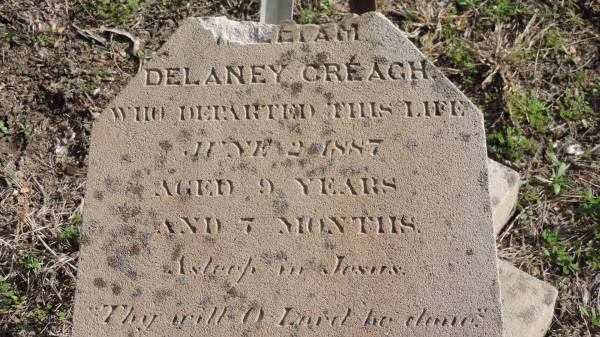 WILLIAM
DELANEY CREAGH.
WHO DEPARTED THIS LIFE
JUNE 2 1887
AGED 9 YEARS
AND 7 MONTHS.
Asleep in Jesus.
"Thy will O Lord be done."